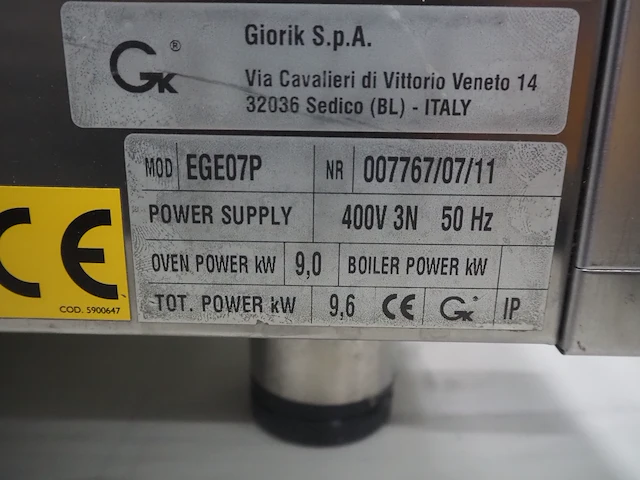 GK ® Giorik S.p.A.
Via Cavalieri di Vittorio Veneto 14
32036 Sedico (BL) - ITALY
MOD EGE07P NR 007767/07/11
POWER SUPPLY 400V 3N 50 Hz
OVEN POWER kW 9,0 BOILER POWER kW
TOT. POWER kW 9,6 CE GK IP
CE
COD. 5900647